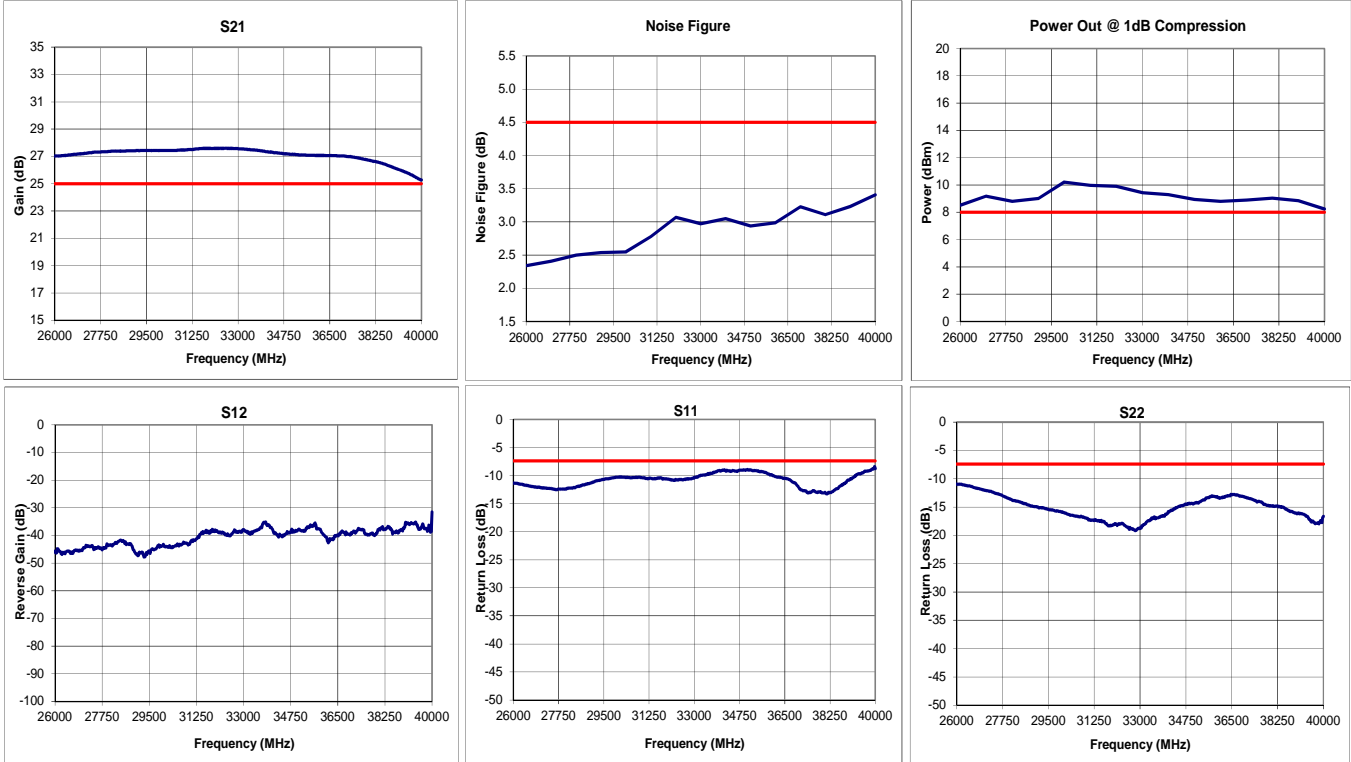 S21
35
33
31
29
27
25
23
21
19
17
15
Gain (dB)
26000 27750 29500 31250 33000 34750 36500 38250 40000
Frequency (MHz)
Noise Figure
5.5
5.0
4.5
4.0
3.5
3.0
2.5
2.0
1.5
Noise Figure (dB)
26000 27750 29500 31250 33000 34750 36500 38250 40000
Frequency (MHz)
Power Out @ 1dB Compression
20
18
16
14
12
10
8
6
4
2
0
Power (dBm)
26000 27750 29500 31250 33000 34750 36500 38250 40000
Frequency (MHz)
S12
0
-10
-20
-30
-40
-50
-60
-70
-80
-90
-100
Reverse Gain (dB)
26000 27750 29500 31250 33000 34750 36500 38250 40000
Frequency (MHz)
S11
0
-5
-10
-15
-20
-25
-30
-35
-40
-45
-50
Return Loss (dB)
26000 27750 29500 31250 33000 34750 36500 38250 40000
Frequency (MHz)
S22
0
-5
-10
-15
-20
-25
-30
-35
-40
-45
-50
Return Loss (dB)
26000 27750 29500 31250 33000 34750 36500 38250 40000
Frequency (MHz)